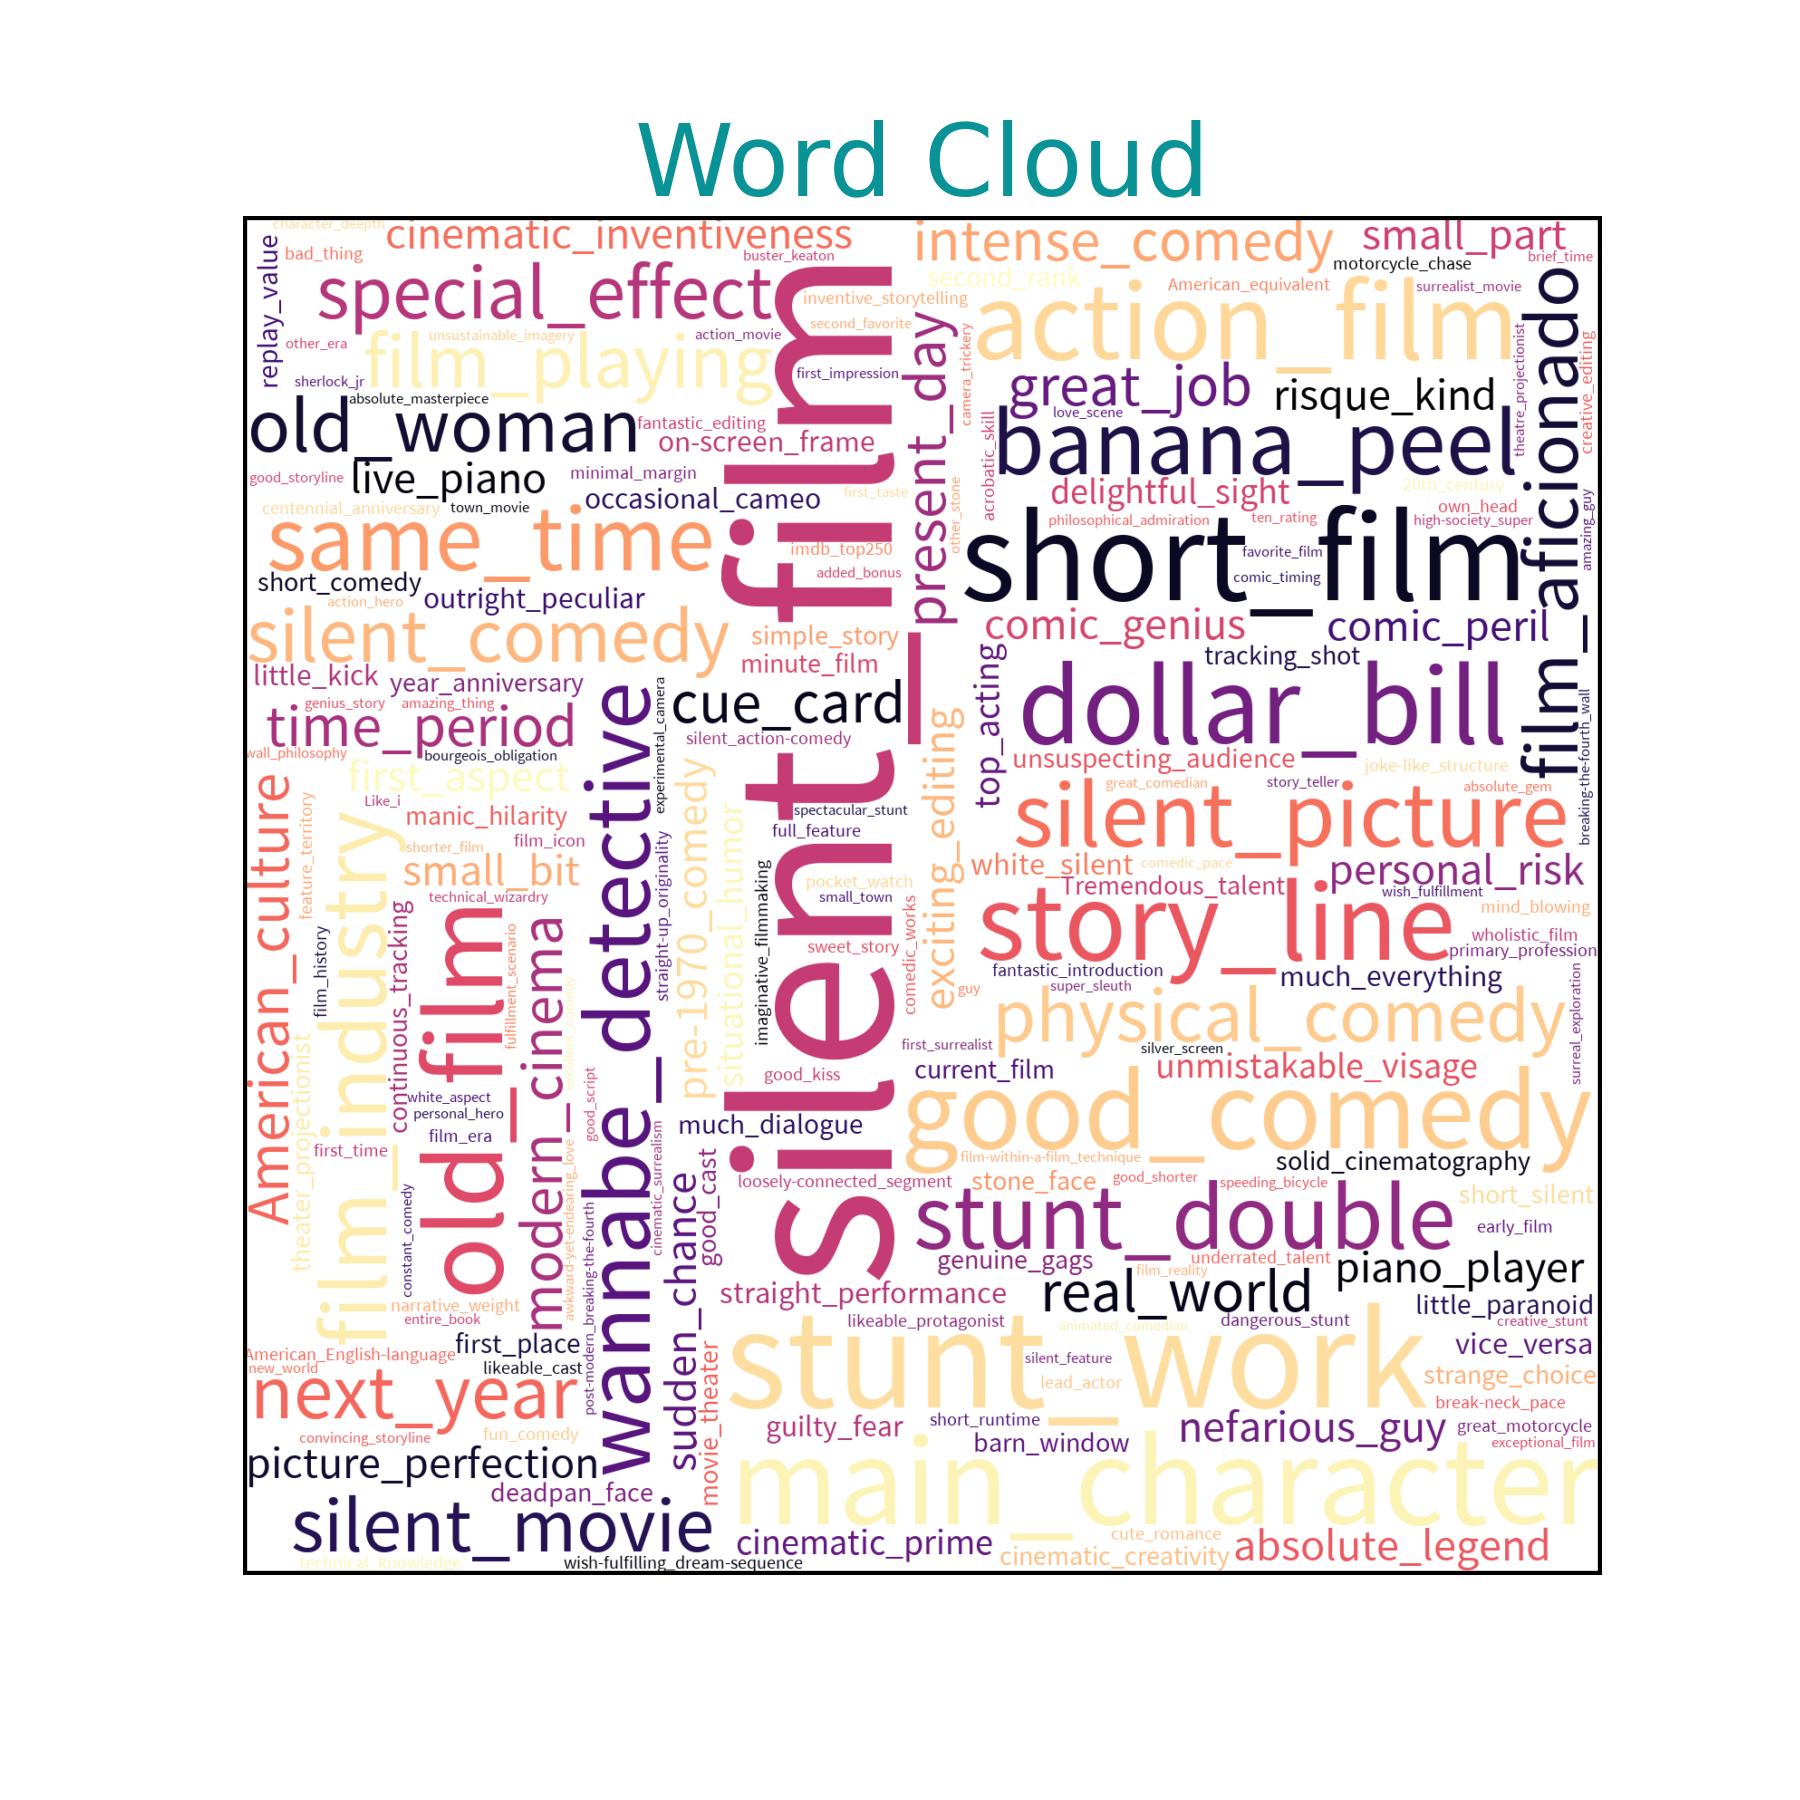 Word Cloud
character_deepth
cinematic_inventiveness
intense_comedy
small_part
bad_thing
buster_keaton
motorcycle_chase
brief_time
replay_value
special_effect
second_rank
American_equivalent
surrealist_movie
inventive_storytelling
action_film
film_aficionado
other_era
film_playing
unsustainable_imagery
action_movie
second_favorite
camera_trickery
theatre_projectionist
creative_editing
sherlock_jr
first_impression
present_day
great_job
risque_kind
absolute_masterpiece
old_woman
fantastic_editing
on-screen_frame
love_scene
banana_peel
acrobatic_skill
good_storyline
live_piano
minimal_margin
occasional_cameo
first_taste
other_stone
delightful_sight
20th_century
amazing_guy
centennial_anniversary
town_movie
own_head
philosophical_admiration
ten_rating
high-society_super
same_time
imdb_top250
short_film
favorite_film
short_comedy
added_bonus
comic_timing
action_hero
outright_peculiar
silent_comedy
simple_story
comic_genius
comic_peril
minute_film
tracking_shot
little_kick
year_anniversary
silent_film
cue_card
top_acting
dollar_bill
breaking-the-fourth_wall
genius_story
amazing_thing
time_period
experimental_camera
silent_action-comedy
wall_philosophy
bourgeois_obligation
exciting_editing
unsuspecting_audience
joke-like_structure
first_aspect
wannabe_detective
great_comedian
story_teller
absolute_gem
American_culture
feature_territory
Like_i
manic_hilarity
pre-1970_comedy
situational_humor
spectacular_stunt
silent_picture
film_industry
film_icon
shorter_film
full_feature
straight-up_originality
small_bit
imaginative_filmmaking
pocket_watch
white_silent
comedic_pace
personal_risk
technical_wizardry
small_town
Tremendous_talent
wish_fulfillment
continuous_tracking
old_film
modern_cinema
fulfillment_scenario
comedic_works
story_line
mind_blowing
film_history
sweet_story
wholistic_film
primary_profession
fantastic_introduction
super_sleuth
much_everything
guy
physical_comedy
surreal_exploration
excellent_comedy
theater_projectionist
first_surrealist
silver_screen
good_kiss
current_film
unmistakable_visage
good_script
white_aspect
personal_hero
much_dialogue
good_comedy
film_era
first_time
awkward-yet-endearing_love
cinematic_surrealism
good_cast
film-within-a-film_technique
solid_cinematography
loosely-connected_segment
stone_face
good_shorter
speeding_bicycle
constant_comedy
sudden_chance
stunt_double
short_silent
early_film
post-modern_breaking-the-fourth
genuine_gags
underrated_talent
film_reality
piano_player
straight_performance
real_world
narrative_weight
entire_book
likeable_protagonist
animated_comedian
dangerous_stunt
little_paranoid
creative_stunt
first_place
movie_theater
stunt_work
vice_versa
American_English-language
new_world
likeable_cast
silent_feature
lead_actor
strange_choice
next_year
break-neck_pace
guilty_fear
short_runtime
nefarious_guy
great_motorcycle
convincing_storyline
fun_comedy
barn_window
exceptional_film
picture_perfection
main_character
deadpan_face
silent_movie
cinematic_prime
cute_romance
absolute_legend
technical_knowledge
wish-fulfilling_dream-sequence
cinematic_creativity